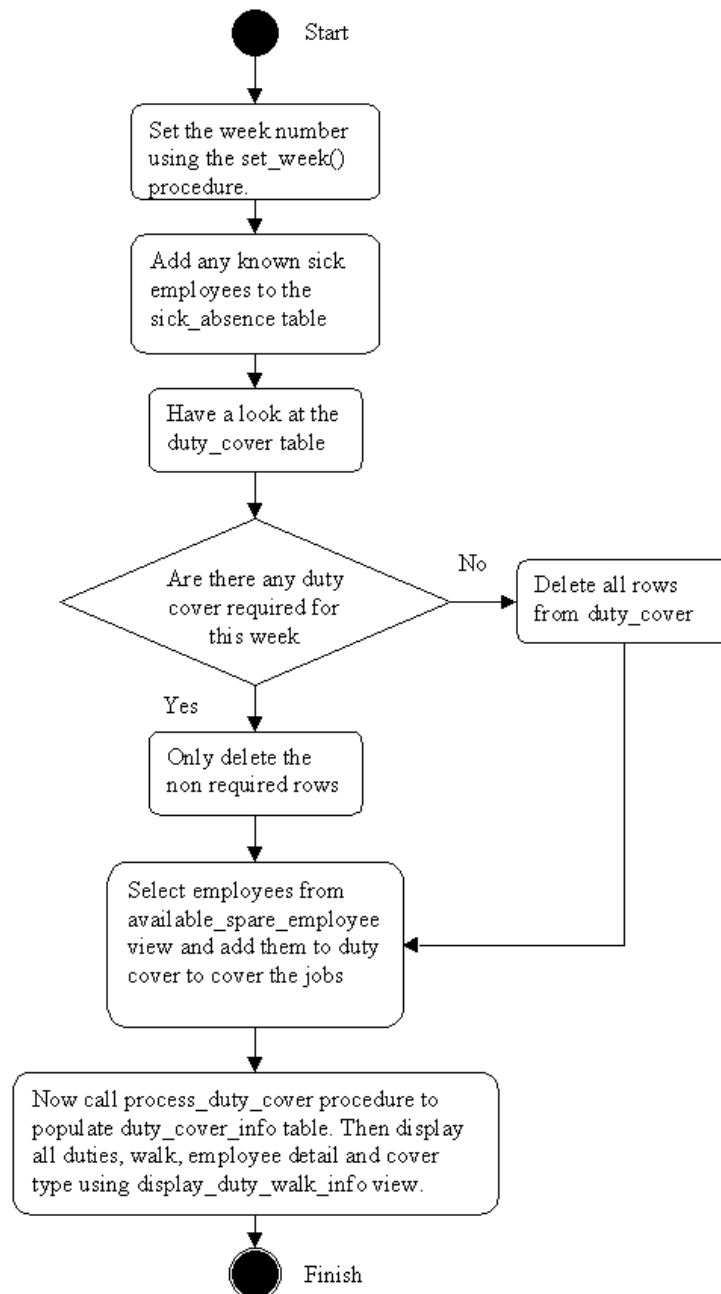 Start
Set the week number
using the set_week()
procedure.
Add any known sick
employees to the
sick_absence table
Have a look at the
duty_cover table
Are there any duty
cover required for
this week
No
Delete all rows
from duty_cover
Yes
Only delete the
non required rows
Select employees from
available_spare_employee
view and add them to duty
cover to cover the jobs
Now call process_duty_cover procedure to
populate duty_cover_info table. Then display
all duties, walk, employee detail and cover
type using display_duty_walk_info view.
Finish